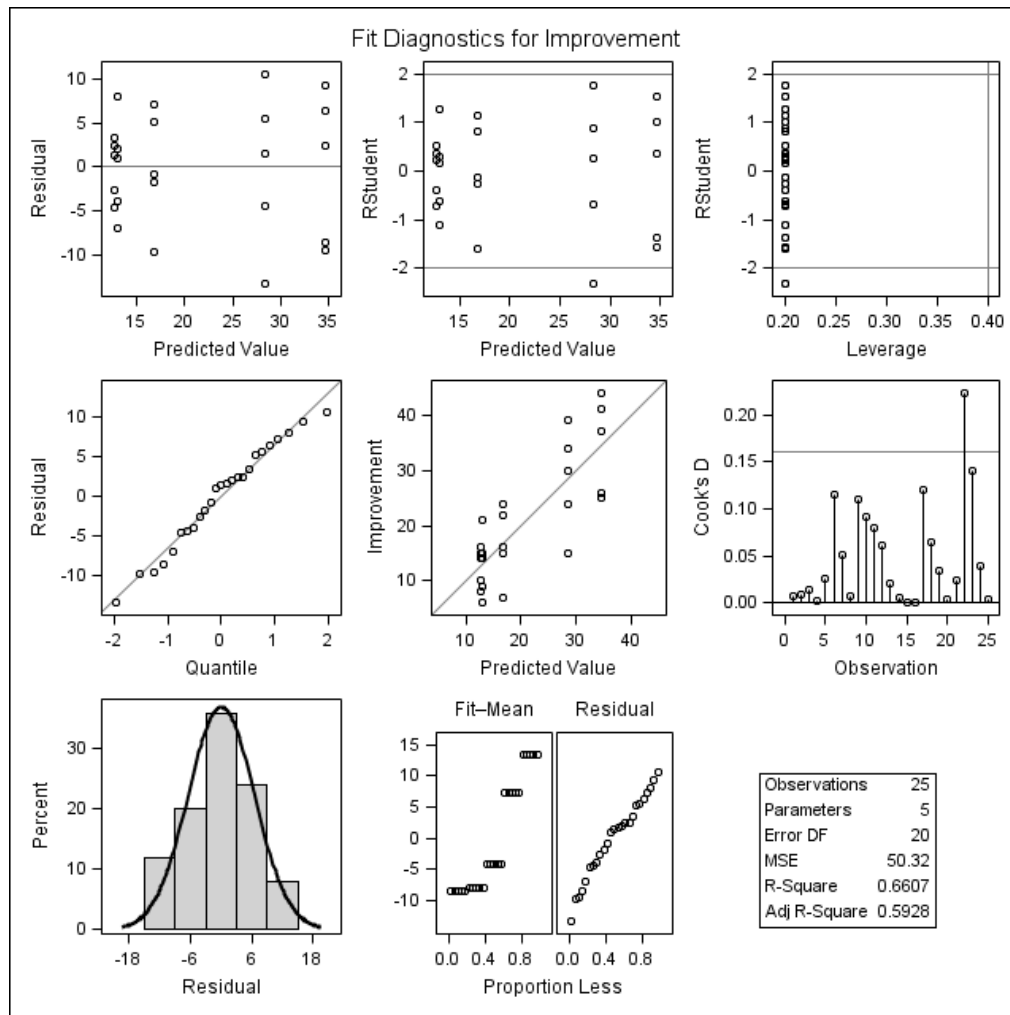 Fit Diagnostics for Improvement
10
5
0
-5
-10
Residual
15 20 25 30 35
Predicted Value
2
1
0
-1
-2
RStudent
15 20 25 30 35
Predicted Value
2
1
0
-1
-2
RStudent
0.20 0.25 0.30 0.35 0.40
Leverage
10
5
0
-5
-10
Residual
-2 -1 0 1 2
Quantile
40
30
20
10
Improvement
10 20 30 40
Predicted Value
0.20
0.15
0.10
0.05
0.00
Cook's D
0 5 10 15 20 25
Observation
30
20
10
0
Percent
-18 -6 6 18
Residual
Fit–Mean Residual
15
10
5
0
-5
-10
0.0 0.4 0.8 0.0 0.4 0.8
Proportion Less
Observations 25
Parameters 5
Error DF 20
MSE 50.32
R-Square 0.6607
Adj R-Square 0.5928